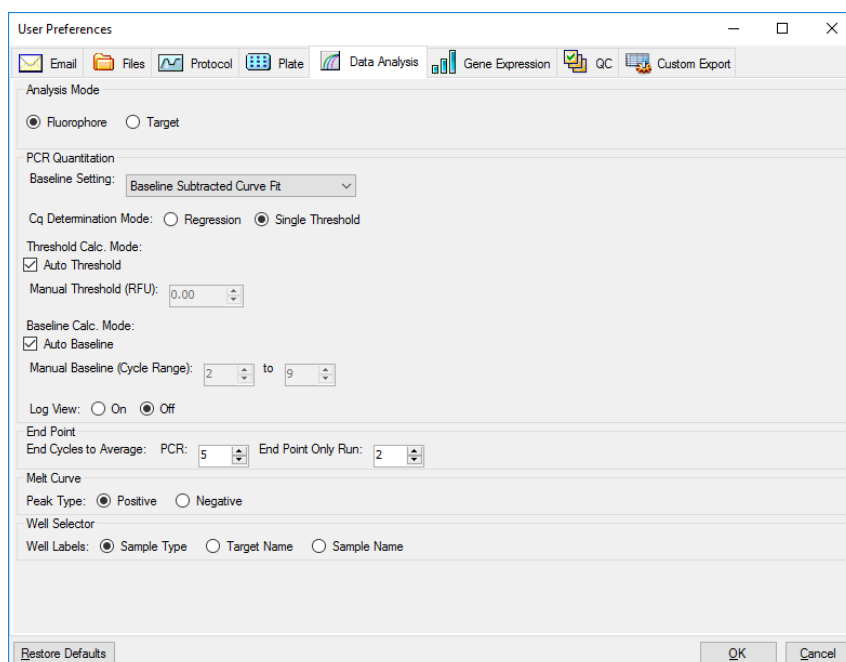 User Preferences
Email Files Protocol Plate Data Analysis Gene Expression QC Custom Export
Analysis Mode
Fluorophore Target
PCR Quantitation
Baseline Setting: Baseline Subtracted Curve Fit
Cq Determination Mode: Regression Single Threshold
Threshold Calc. Mode:
Auto Threshold
Manual Threshold (RFU): 0.00
Baseline Calc. Mode:
Auto Baseline
Manual Baseline (Cycle Range): 2 to 9
Log View: On Off
End Point
End Cycles to Average: PCR: 5 End Point Only Run: 2
Melt Curve
Peak Type: Positive Negative
Well Selector
Well Labels: Sample Type Target Name Sample Name
Restore Defaults OK Cancel